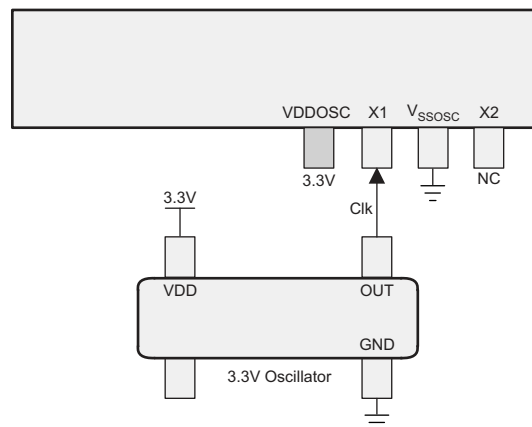 VDDOSC X1 VSSOSC X2
3.3V NC
3.3V
Clk
VDD OUT
GND
3.3V Oscillator